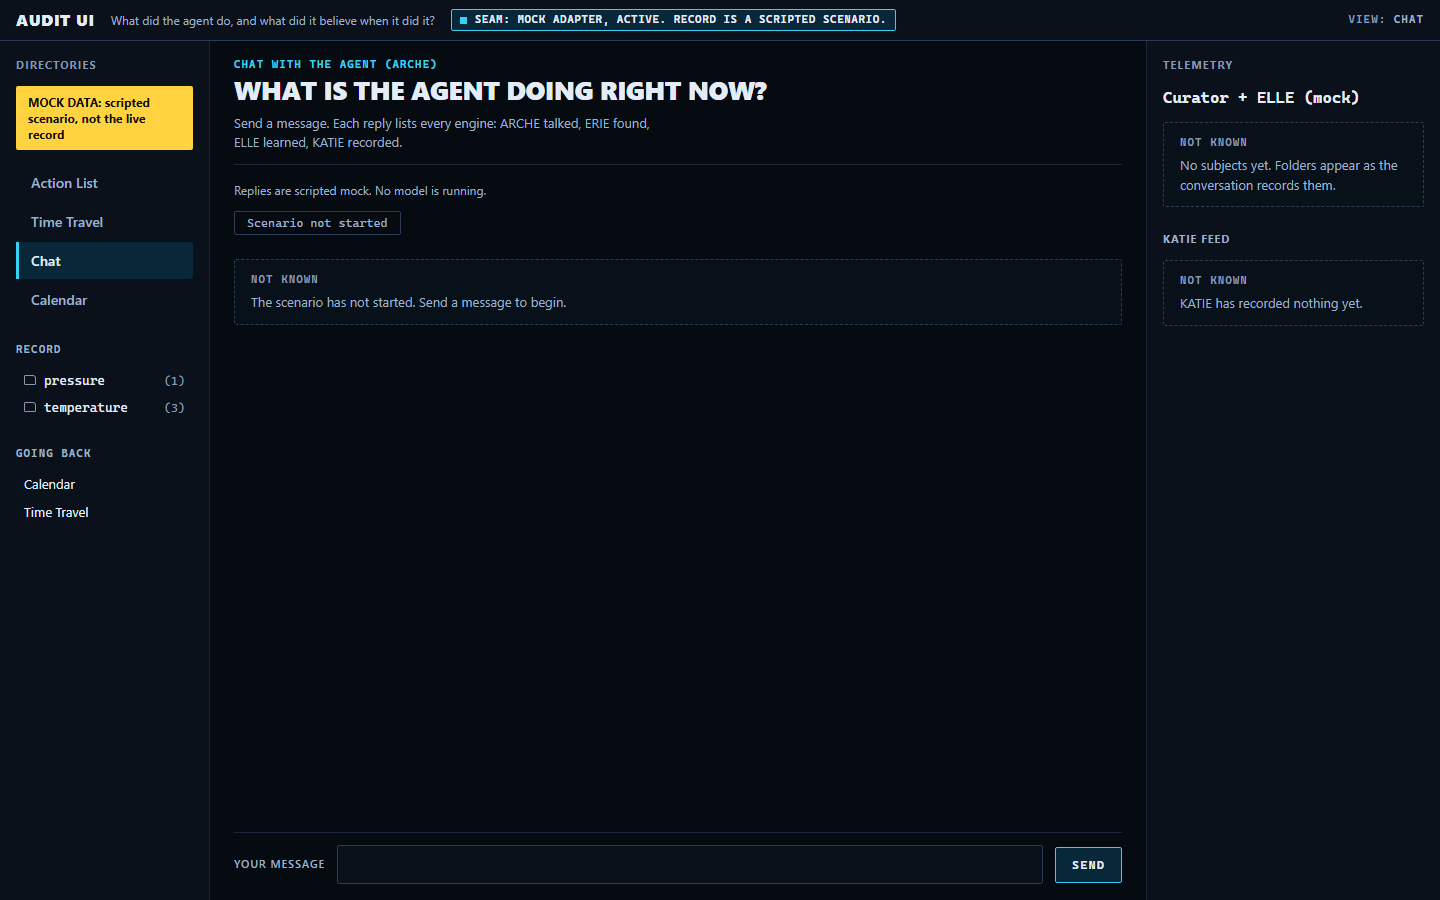 AUDIT UI
What did the agent do, and what did it believe when it did it?
SEAM: MOCK ADAPTER, ACTIVE. RECORD IS A SCRIPTED SCENARIO.
VIEW: CHAT
DIRECTORIES
MOCK DATA: scripted
scenario, not the live
record
Action List
Time Travel
Chat
Calendar
RECORD
pressure (1)
temperature (3)
GOING BACK
Calendar
Time Travel
CHAT WITH THE AGENT (ARCHE)
WHAT IS THE AGENT DOING RIGHT NOW?
Send a message. Each reply lists every engine: ARCHE talked, ERIE found,
ELLE learned, KATIE recorded.
Replies are scripted mock. No model is running.
Scenario not started
NOT KNOWN
The scenario has not started. Send a message to begin.
YOUR MESSAGE
SEND
TELEMETRY
Curator + ELLE (mock)
NOT KNOWN
No subjects yet. Folders appear as the
conversation records them.
KATIE FEED
NOT KNOWN
KATIE has recorded nothing yet.